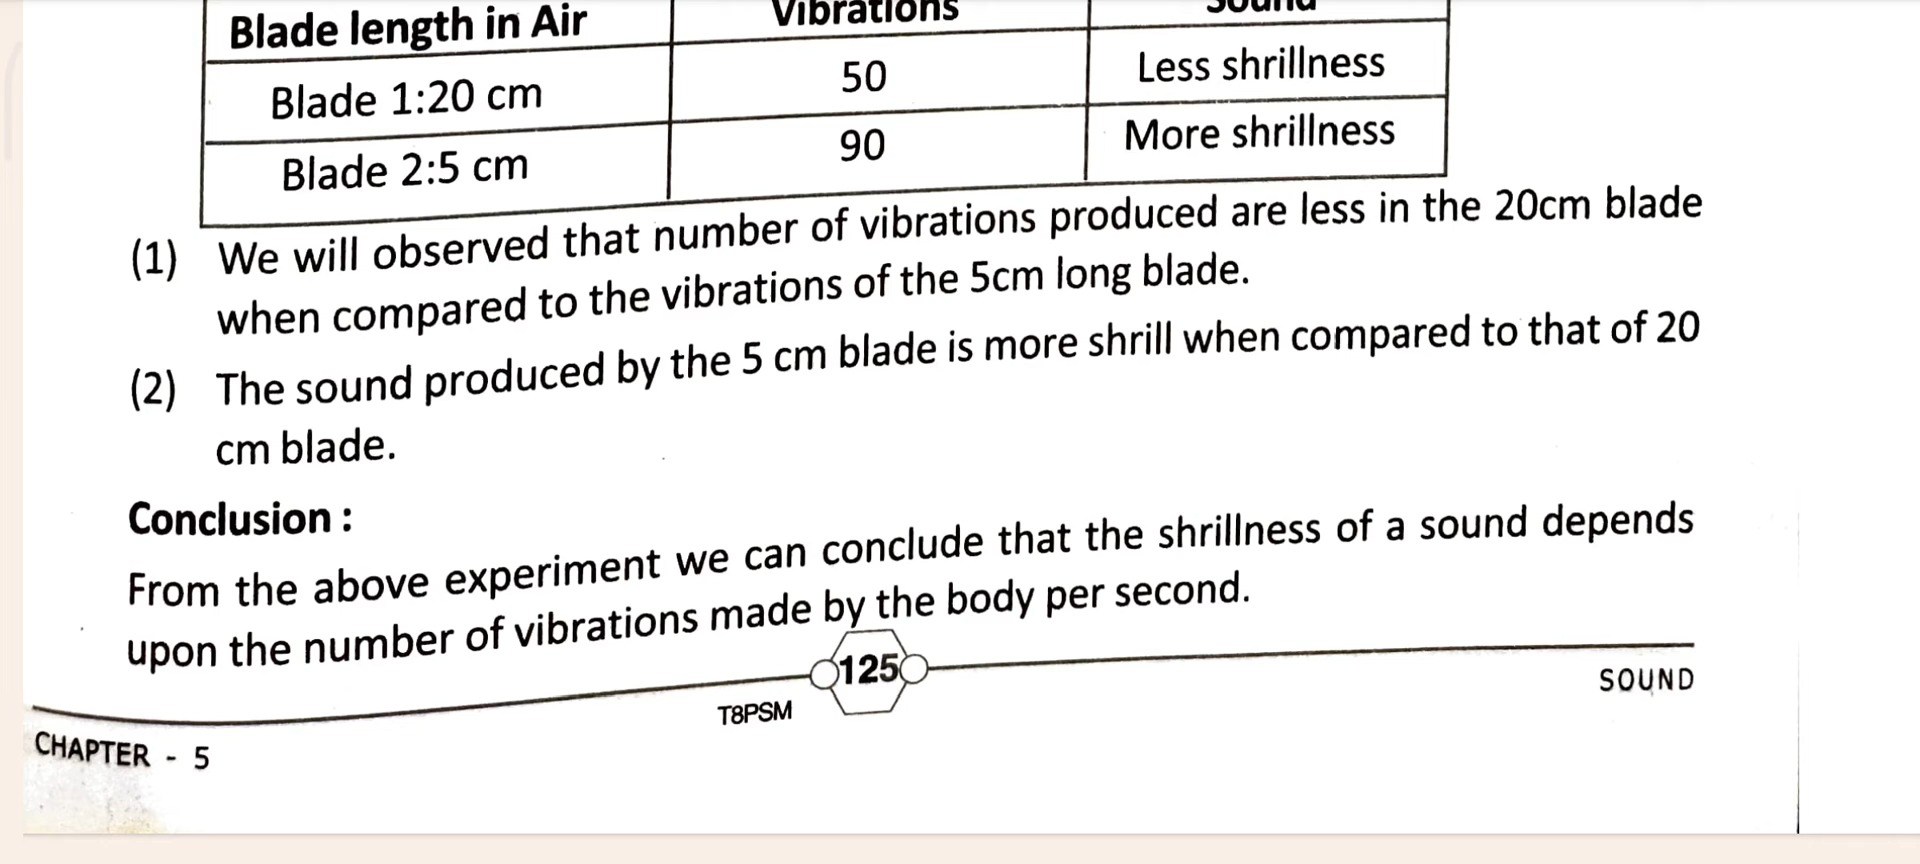 Blade length in Air Vibrations Sound
Blade 1:20 cm 50 Less shrillness
Blade 2:5 cm 90 More shrillness
(1) We will observed that number of vibrations produced are less in the 20cm blade
when compared to the vibrations of the 5cm long blade.
(2) The sound produced by the 5 cm blade is more shrill when compared to that of 20
cm blade.
Conclusion :
From the above experiment we can conclude that the shrillness of a sound depends
upon the number of vibrations made by the body per second.
125
T8PSM
SOUND
CHAPTER - 5